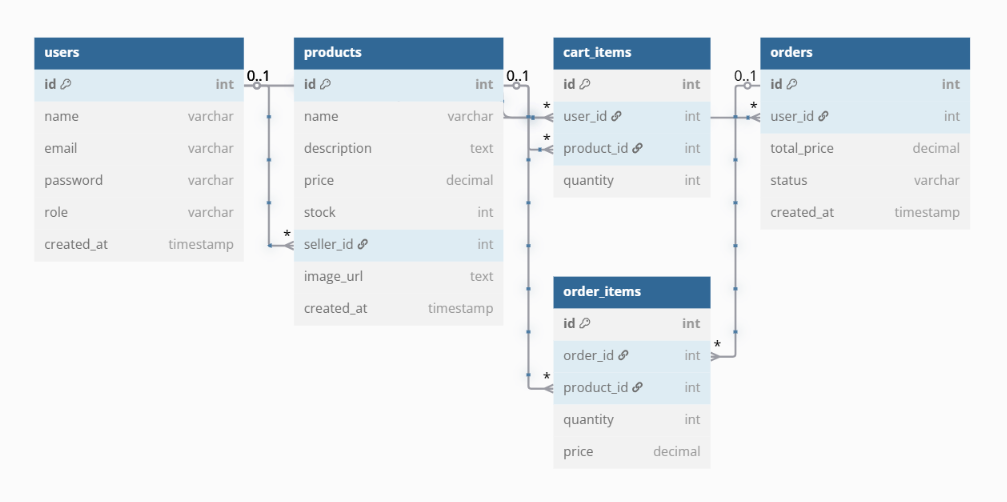 users
id int
name varchar
email varchar
password varchar
role varchar
created_at timestamp
0..1
*
products
id int
name varchar
description text
price decimal
stock int
seller_id int
image_url text
created_at timestamp
0..1
*
*
*
cart_items
id int
user_id int
product_id int
quantity int
order_items
id int
order_id int
product_id int
quantity int
price decimal
0..1
*
*
orders
id int
user_id int
total_price decimal
status varchar
created_at timestamp